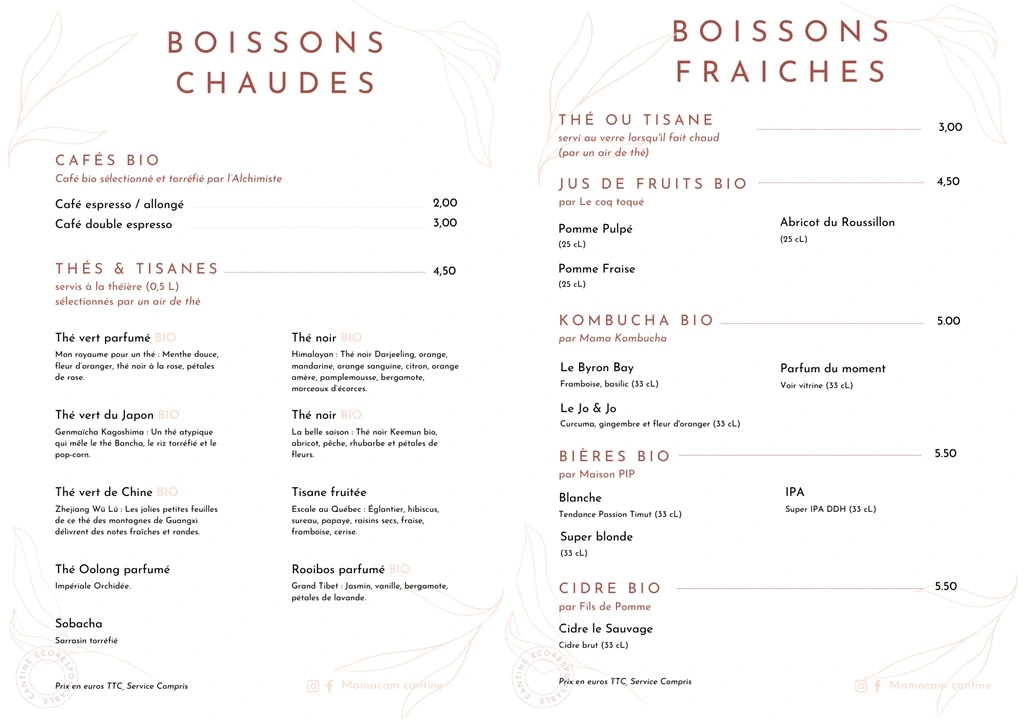 BOISSONS
CHAUDES
CAFÉS BIO
Café bio sélectionné et torréfié par l'Alchimiste
Café espresso / allongé 2,00
Café double espresso 3,00
THÉS & TISANES 4,50
servis à la théière (0,5 L)
sélectionnés par un air de thé
Thé vert parfumé BIO
Mon royaume pour un thé : Menthe douce,
fleur d'oranger, thé noir à la rose, pétales
de rose.
Thé vert du Japon BIO
Genmaïcha Kagoshima : Un thé atypique
qui mêle le thé Bancha, le riz torréfié et le
pop-corn.
Thé vert de Chine BIO
Zhejiang Wū Lü : Les jolies petites feuilles
de ce thé des montagnes de Guangxi
délivrent des notes fraîches et rondes.
Thé Oolong parfumé
Impériale Orchidée.
Sobacha
Sarrasin torréfié
Thé noir BIO
Himalayan : Thé noir Darjeeling, orange,
mandarine, orange sanguine, citron, orange
amère, pamplemousse, bergamote,
morceaux d'écorces.
Thé noir BIO
La belle saison : Thé noir Keemun bio,
abricot, pêche, rhubarbe et pétales de
fleurs.
Tisane fruitée
Escale au Québec : Églantier, hibiscus,
sureau, papaye, raisins secs, fraise,
framboise, cerise.
Rooibos parfumé BIO
Grand Tibet : Jasmin, vanille, bergamote,
pétales de lavande.
CANTINE ECORESPONSABLE
Prix en euros TTC, Service Compris
Mamacam cantine
BOISSONS
FRAICHES
THÉ OU TISANE 3,00
servi au verre lorsqu'il fait chaud
(par un air de thé)
JUS DE FRUITS BIO 4,50
par Le coq toqué
Pomme Pulpé
(25 cL)
Abricot du Roussillon
(25 cL)
Pomme Fraise
(25 cL)
KOMBUCHA BIO 5.00
par Mama Kombucha
Le Byron Bay
Framboise, basilic (33 cL)
Parfum du moment
Voir vitrine (33 cL)
Le Jo & Jo
Curcuma, gingembre et fleur d'oranger (33 cL)
BIÈRES BIO 5.50
par Maison PIP
Blanche
Tendance Passion Timut (33 cL)
IPA
Super IPA DDH (33 cL)
Super blonde
(33 cL)
CIDRE BIO 5.50
par Fils de Pomme
Cidre le Sauvage
Cidre brut (33 cL)
CANTINE ECORESPONSABLE
Prix en euros TTC, Service Compris
Mamacam cantine